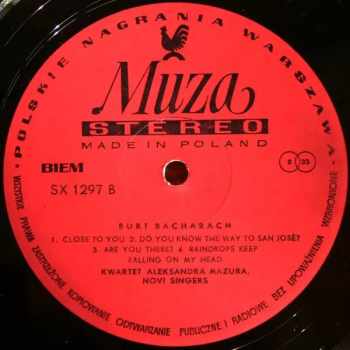 POLSKIE NAGRANIA WARSZAWA
Muza
STEREO
MADE IN POLAND
BIEM
SX 1297 B
S 33
BURT BACHARACH
1. CLOSE TO YOU 2. DO YOU KNOW THE WAY TO SAN JOSÉ?
3. ARE YOU THERE? 4. RAINDROPS KEEP
FALLING ON MY HEAD
KWARTET ALEKSANDRA MAZURA,
NOVI SINGERS
WSZELKIE PRAWA ZASTRZEŻONE KOPIOWANIE ODTWARZANIE PUBLICZNE I RADIOWE BEZ UPOWAŻNIENIA WZBRONIONE